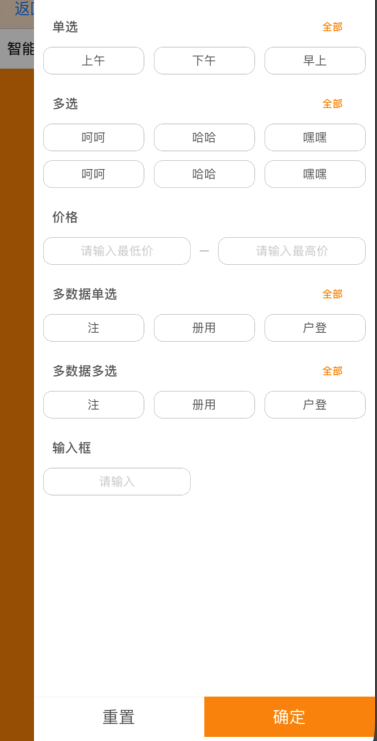 返回
智能
单选 全部
上午 下午 早上
多选 全部
呵呵 哈哈 嘿嘿
呵呵 哈哈 嘿嘿
价格
请输入最低价 — 请输入最高价
多数据单选 全部
注 册用 户登
多数据多选 全部
注 册用 户登
输入框
请输入
重置 确定